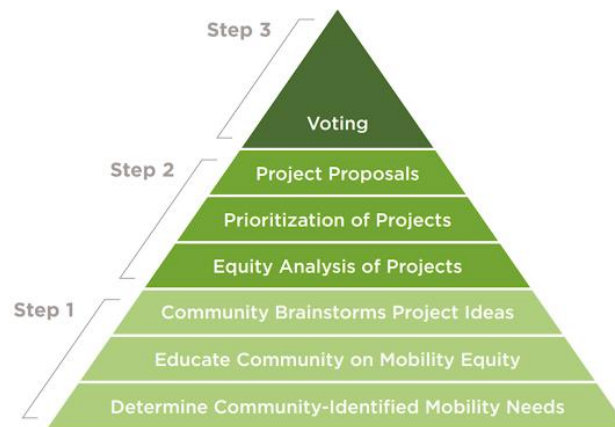 Step 3
Voting
Step 2
Project Proposals
Prioritization of Projects
Equity Analysis of Projects
Step 1
Community Brainstorms Project Ideas
Educate Community on Mobility Equity
Determine Community-Identified Mobility Needs